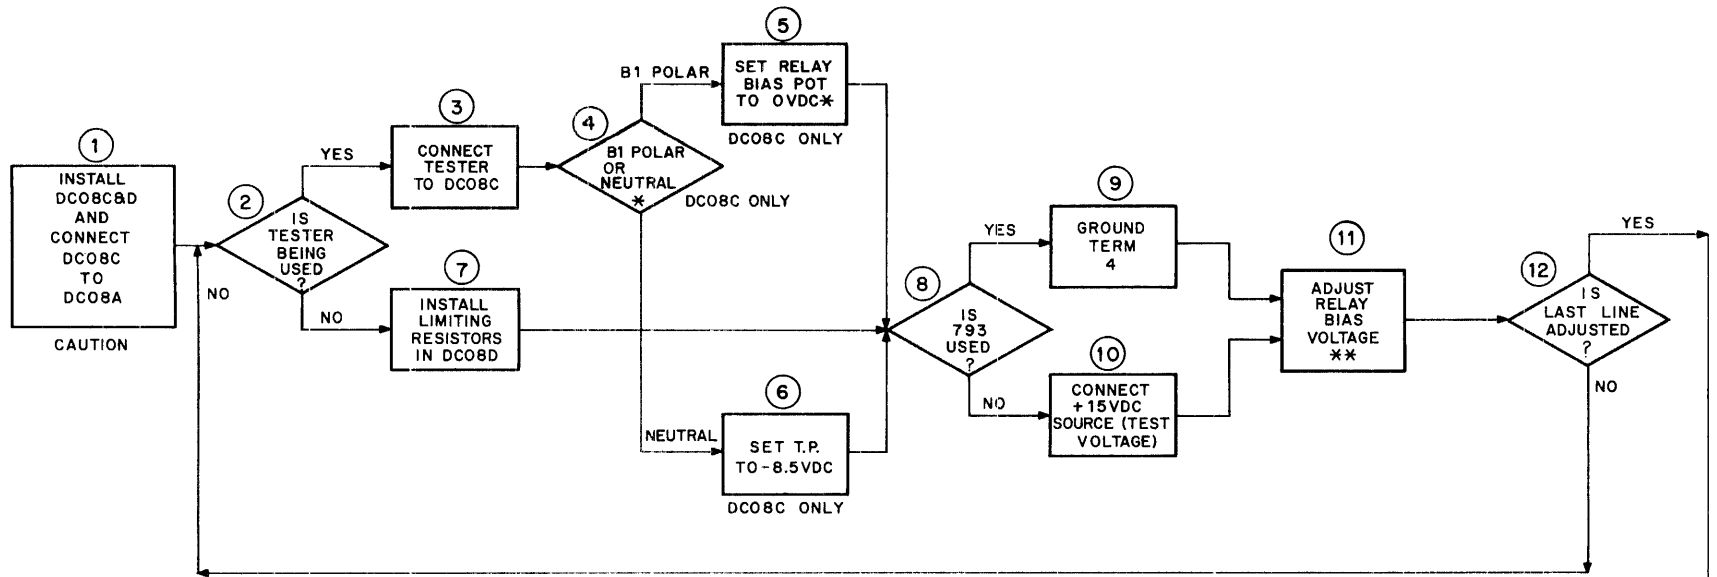 1
INSTALL
DC08C&D
AND
CONNECT
DC08C
TO
DC08A
CAUTION
2
IS
TESTER
BEING
USED
?
YES
NO
NO
3
CONNECT
TESTER
TO DC08C
4
B1 POLAR
OR
NEUTRAL
*
DC08C ONLY
B1 POLAR
NEUTRAL
5
SET RELAY
BIAS POT
TO 0VDC*
DC08C ONLY
6
SET T.P.
TO -8.5VDC
DC08C ONLY
7
INSTALL
LIMITING
RESISTORS
IN DC08D
8
IS
793
USED
?
YES
NO
9
GROUND
TERM
4
10
CONNECT
+15VDC
SOURCE (TEST
VOLTAGE)
11
ADJUST
RELAY
BIAS
VOLTAGE
**
12
IS
LAST LINE
ADJUSTED
?
YES
NO